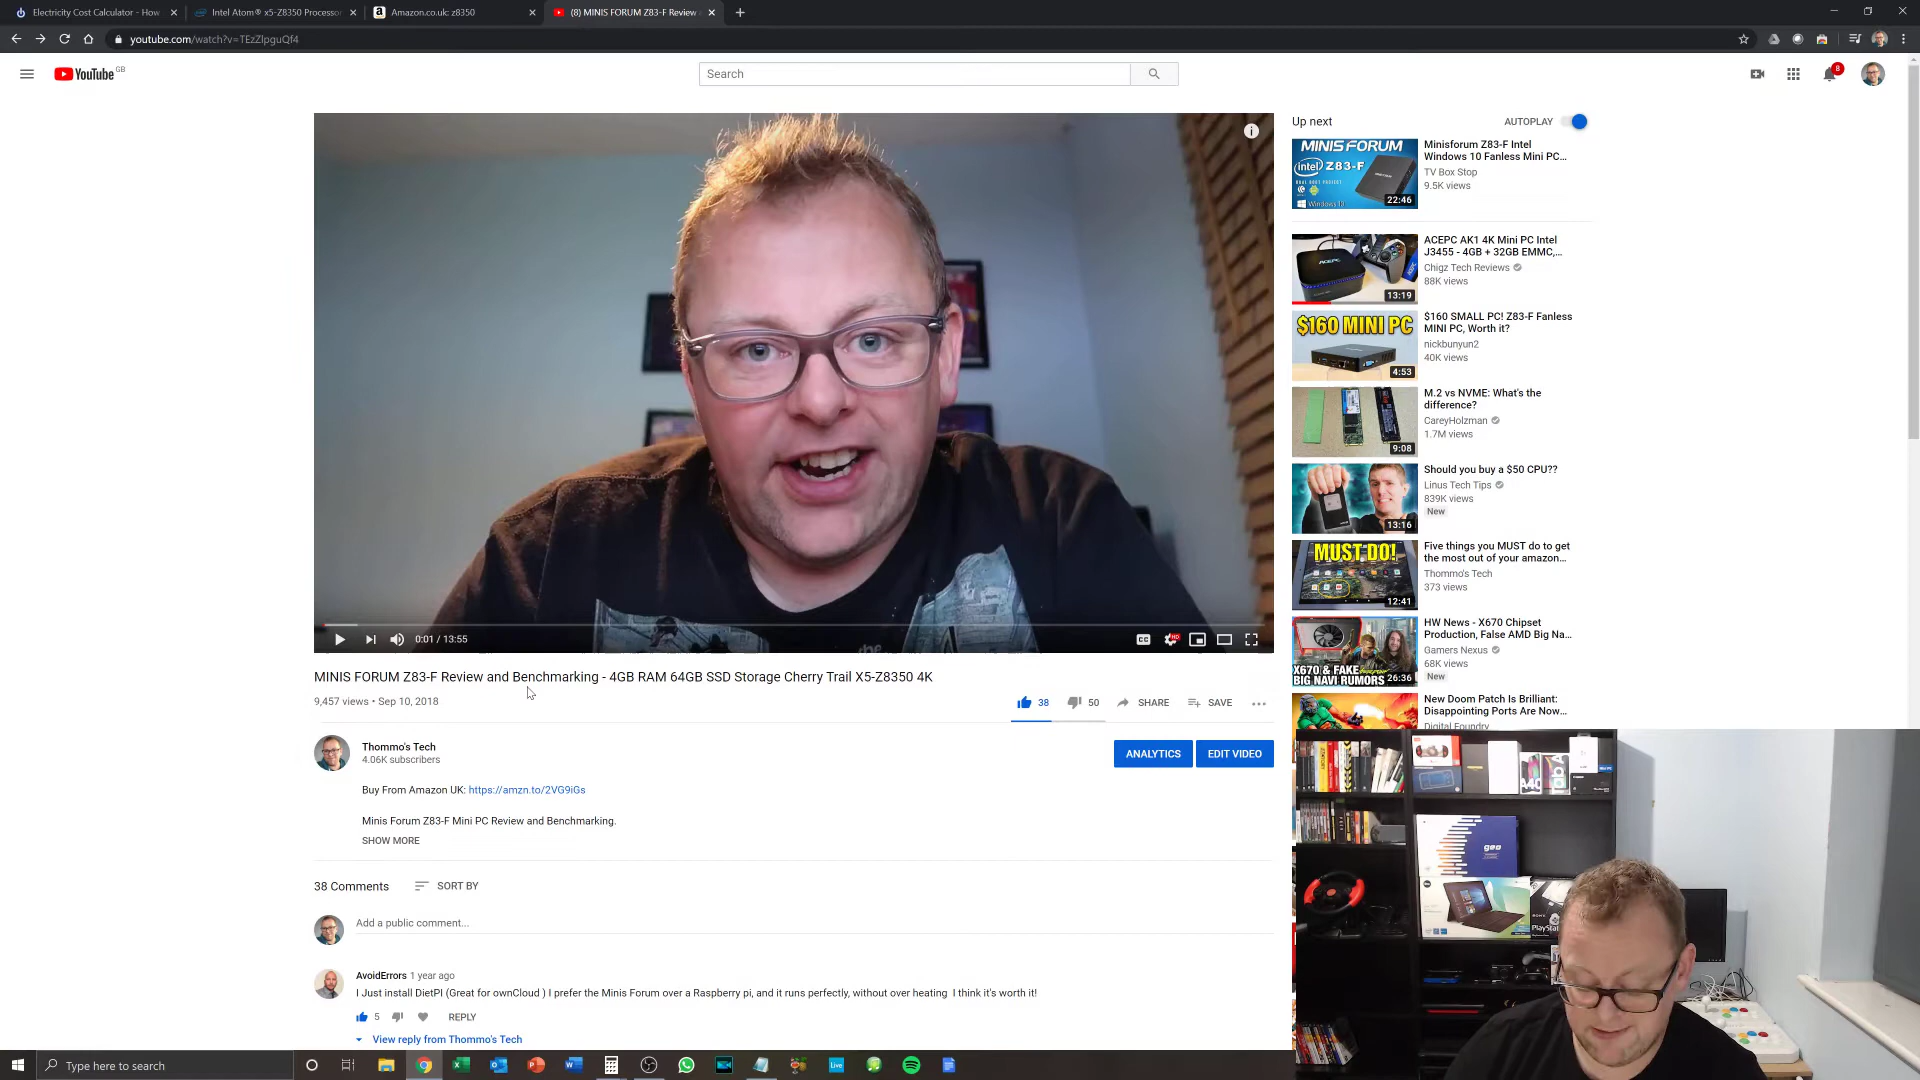 Electricity Cost Calculator - How
Intel Atom® x5-Z8350 Processor
Amazon.co.uk: z8350
(8) MINIS FORUM Z83-F Review
youtube.com/watch?v=TEzZlpguQf4
YouTube GB
Search
8
Up next
AUTOPLAY
MINIS FORUM
intel Z83-F
Windows 10
22:46
Minisforum Z83-F Intel
Windows 10 Fanless Mini PC...
TV Box Stop
9.5K views
ACEPC
13:19
ACEPC AK1 4K Mini PC Intel
J3455 - 4GB + 32GB EMMC,...
Chigz Tech Reviews
88K views
$160 MINI PC
4:53
$160 SMALL PC! Z83-F Fanless
MINI PC, Worth it?
nickbunyun2
40K views
9:08
M.2 vs NVME: What's the
difference?
CareyHolzman
1.7M views
13:16
Should you buy a $50 CPU??
Linus Tech Tips
839K views
New
MUST DO!
12:41
Five things you MUST do to get
the most out of your amazon...
Thommo's Tech
373 views
X670 & FAKE
BIG NAVI RUMORS
26:36
HW News - X670 Chipset
Production, False AMD Big Na...
Gamers Nexus
68K views
New
New Doom Patch Is Brilliant:
Disappointing Ports Are Now...
Digital Foundry
0:01 / 13:55
CC
HD
MINIS FORUM Z83-F Review and Benchmarking - 4GB RAM 64GB SSD Storage Cherry Trail X5-Z8350 4K
9,457 views • Sep 10, 2018
38
50
SHARE
SAVE
Thommo's Tech
4.06K subscribers
ANALYTICS
EDIT VIDEO
Buy From Amazon UK: https://amzn.to/2VG9iGs
Minis Forum Z83-F Mini PC Review and Benchmarking.
SHOW MORE
38 Comments
SORT BY
Add a public comment...
AvoidErrors 1 year ago
I Just install DietPI (Great for ownCloud ) I prefer the Minis Forum over a Raspberry pi, and it runs perfectly, without over heating I think it's worth it!
5
REPLY
View reply from Thommo's Tech
geo
Type here to search
Live